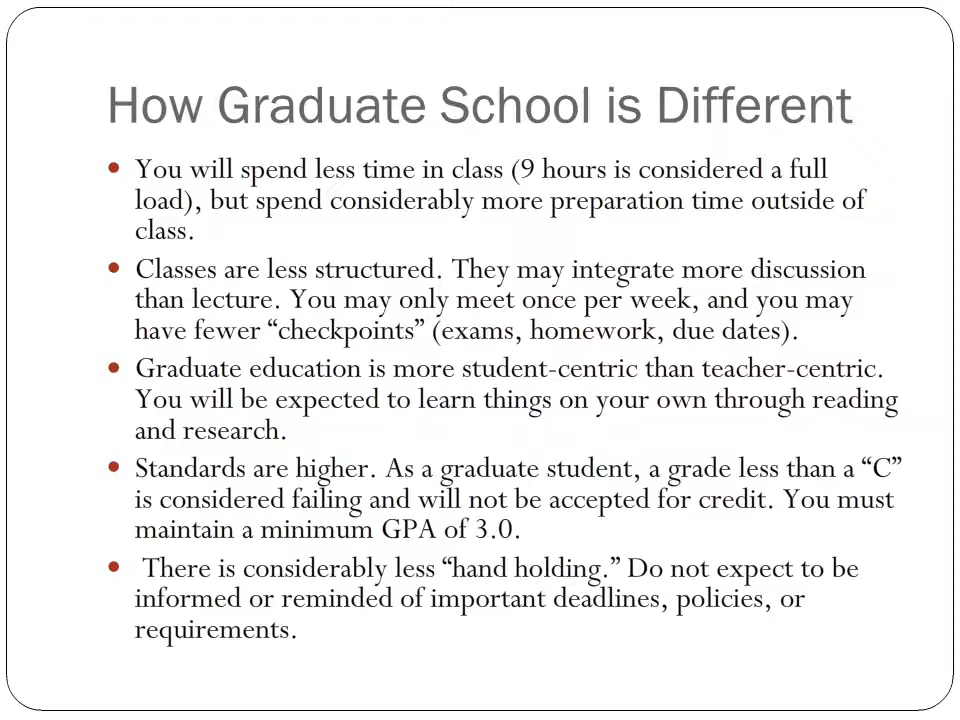 How Graduate School is Different
• You will spend less time in class (9 hours is considered a full
load), but spend considerably more preparation time outside of
class.
• Classes are less structured. They may integrate more discussion
than lecture. You may only meet once per week, and you may
have fewer “checkpoints” (exams, homework, due dates).
• Graduate education is more student-centric than teacher-centric.
You will be expected to learn things on your own through reading
and research.
• Standards are higher. As a graduate student, a grade less than a “C”
is considered failing and will not be accepted for credit. You must
maintain a minimum GPA of 3.0.
• There is considerably less “hand holding.” Do not expect to be
informed or reminded of important deadlines, policies, or
requirements.